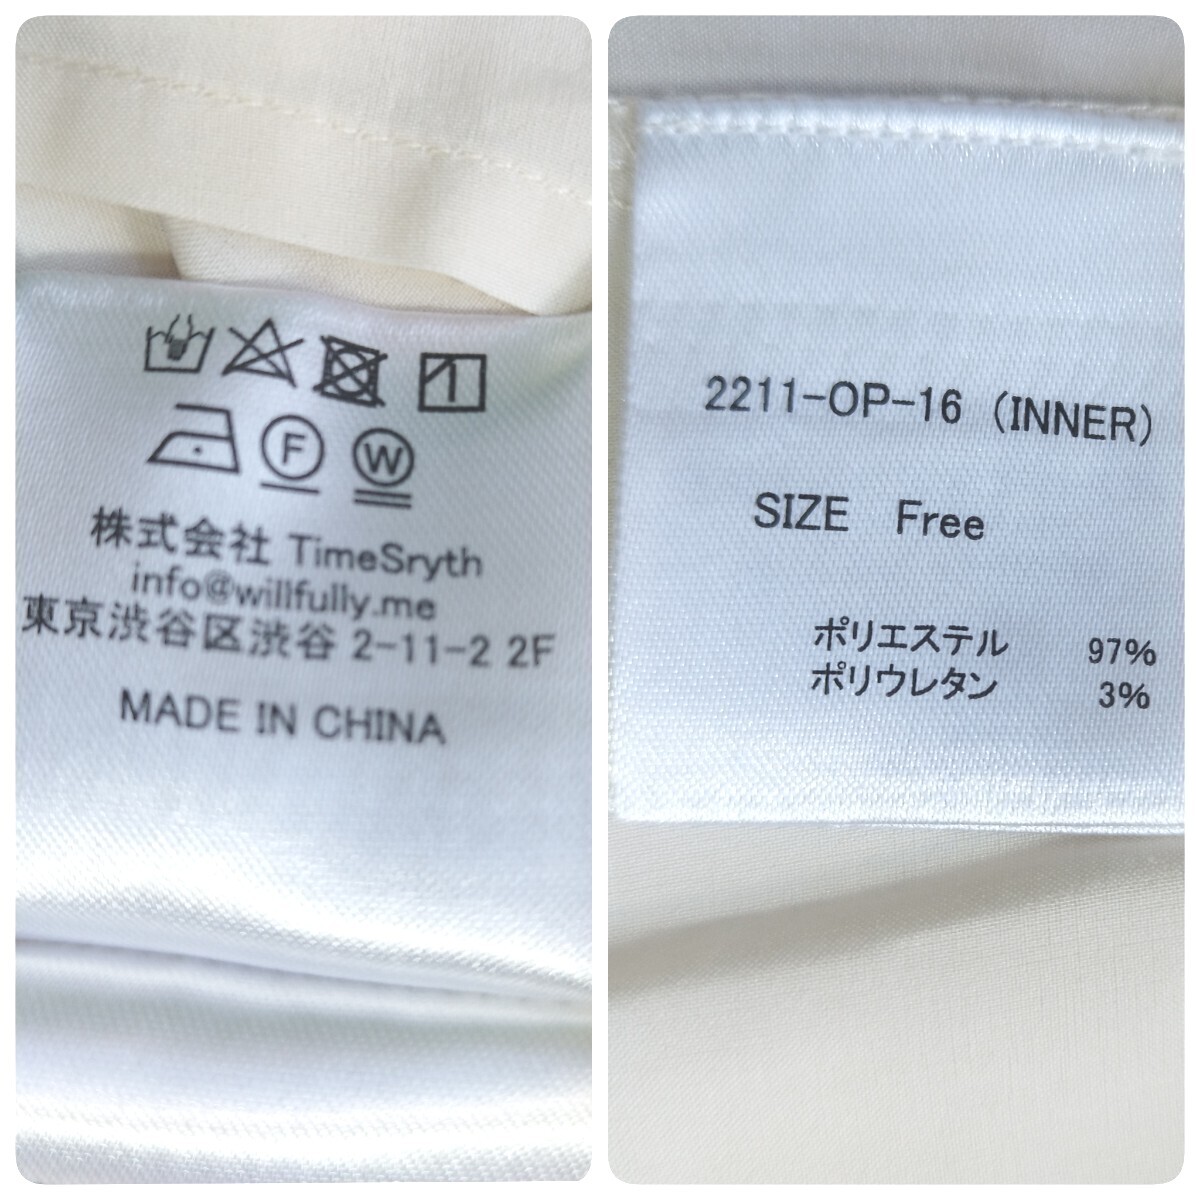 F W
株式会社 TimeSryth
info@willfully.me
東京渋谷区渋谷 2-11-2 2F
MADE IN CHINA
2211-OP-16 (INNER)
SIZE Free
ポリエステル 97%
ポリウレタン 3%